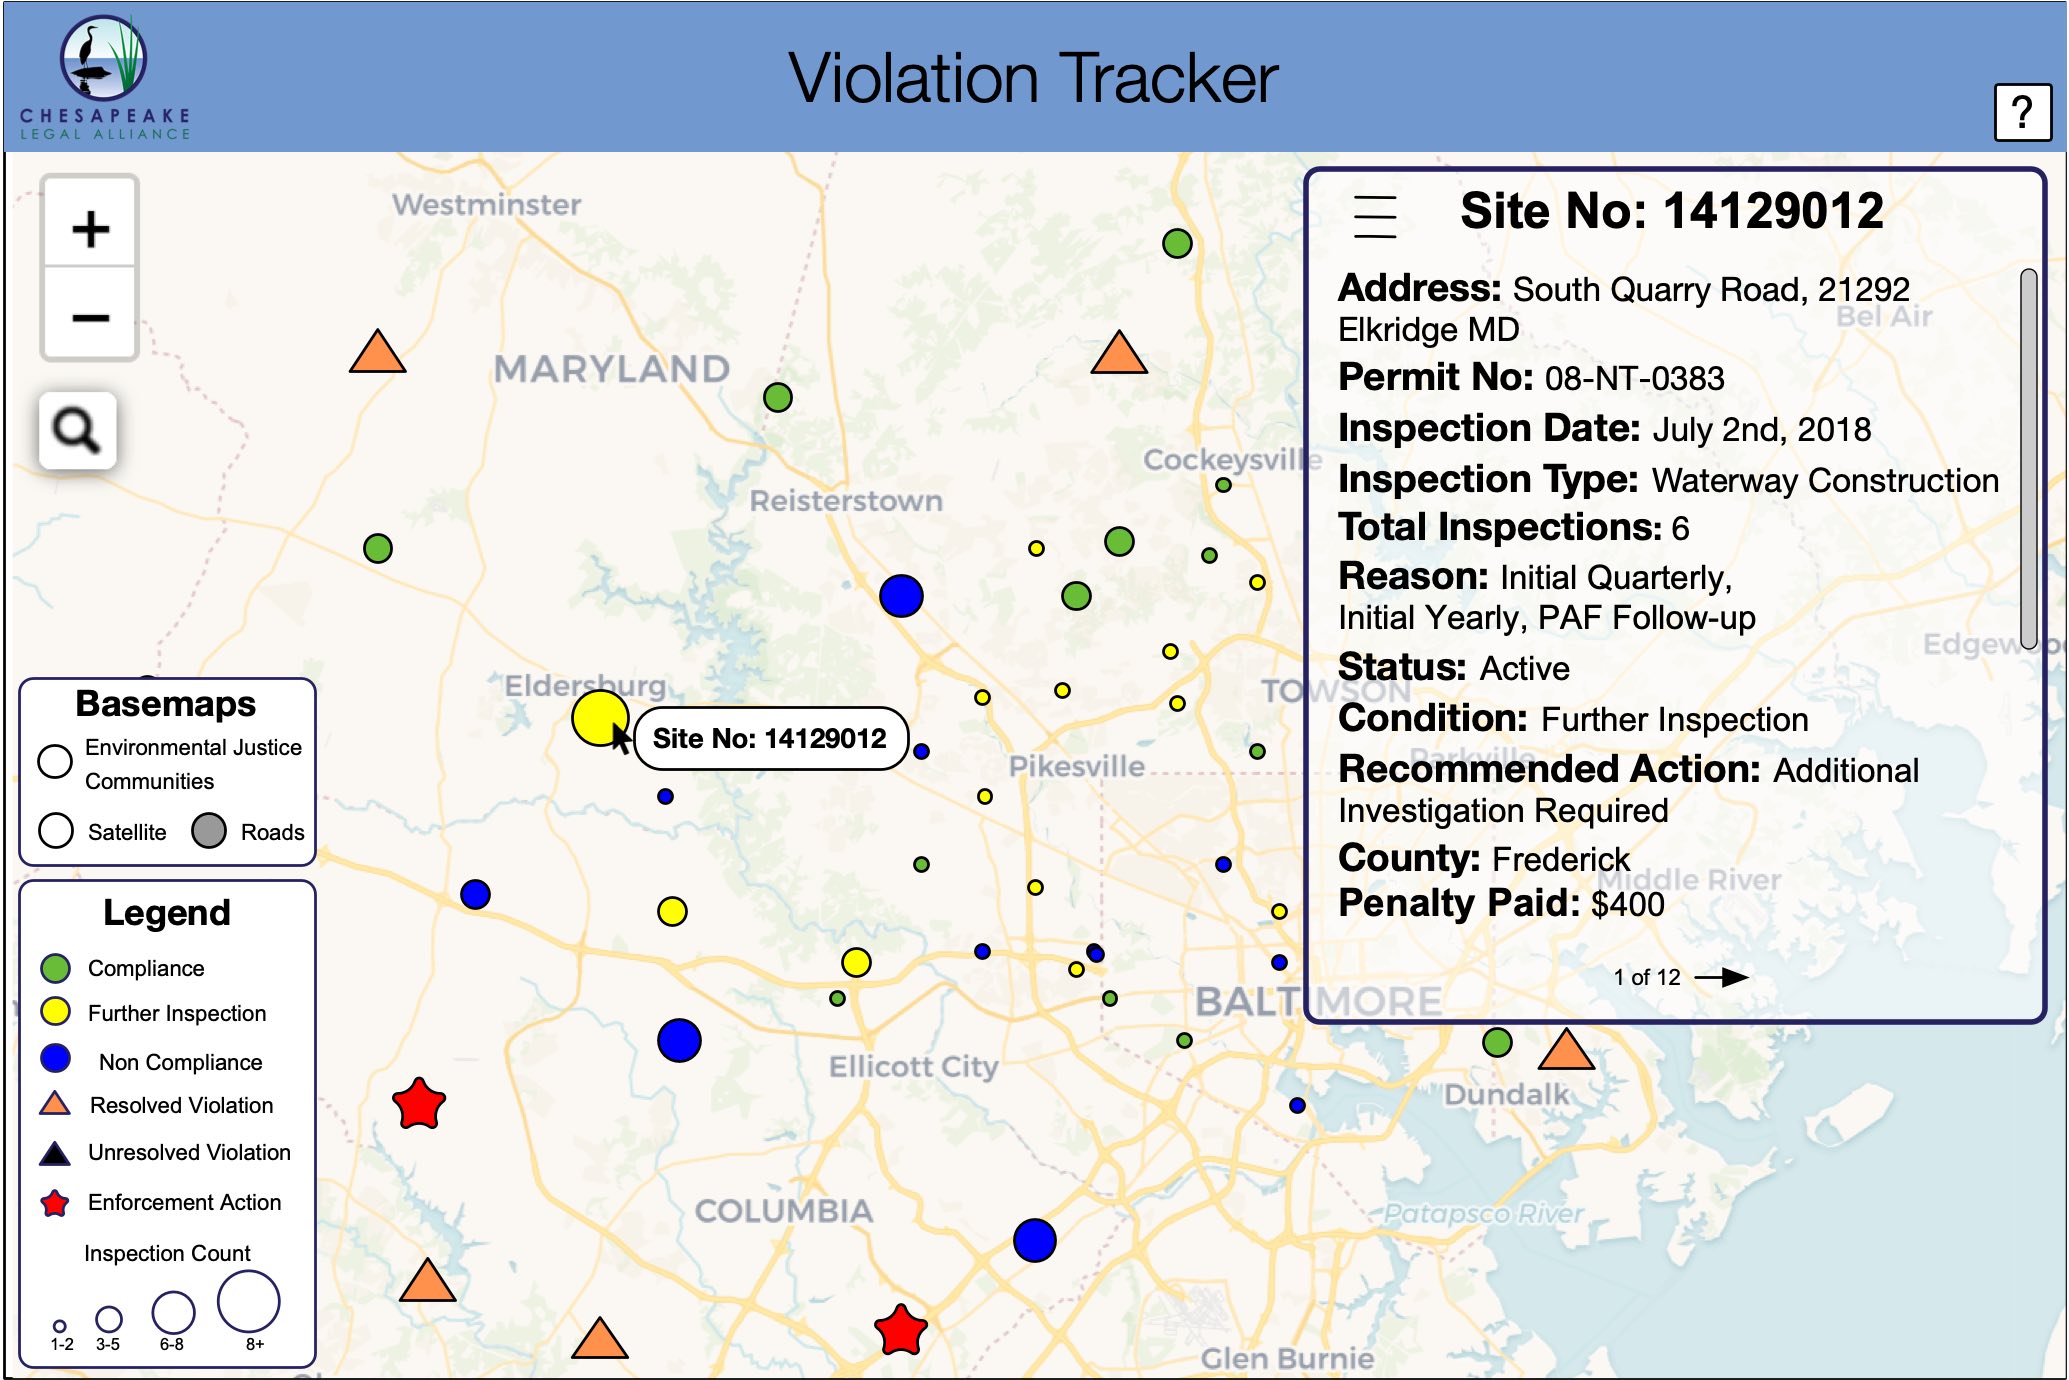 CHESAPEAKE
LEGAL ALLIANCE
Violation Tracker
?
Westminster
+
−
MARYLAND
Cockeysville
Reisterstown
Eldersburg
Site No: 14129012
TOWSON
Pikesville
Parkville
Bel Air
Edgewoo
Middle River
BALTIMORE
Ellicott City
Dundalk
COLUMBIA
Patapsco River
Glen Burnie
Site No: 14129012
Address: South Quarry Road, 21292
Elkridge MD
Permit No: 08-NT-0383
Inspection Date: July 2nd, 2018
Inspection Type: Waterway Construction
Total Inspections: 6
Reason: Initial Quarterly,
Initial Yearly, PAF Follow-up
Status: Active
Condition: Further Inspection
Recommended Action: Additional
Investigation Required
County: Frederick
Penalty Paid: $400
1 of 12
Basemaps
Environmental Justice
Communities
Satellite
Roads
Legend
Compliance
Further Inspection
Non Compliance
Resolved Violation
Unresolved Violation
Enforcement Action
Inspection Count
1-2 3-5 6-8 8+